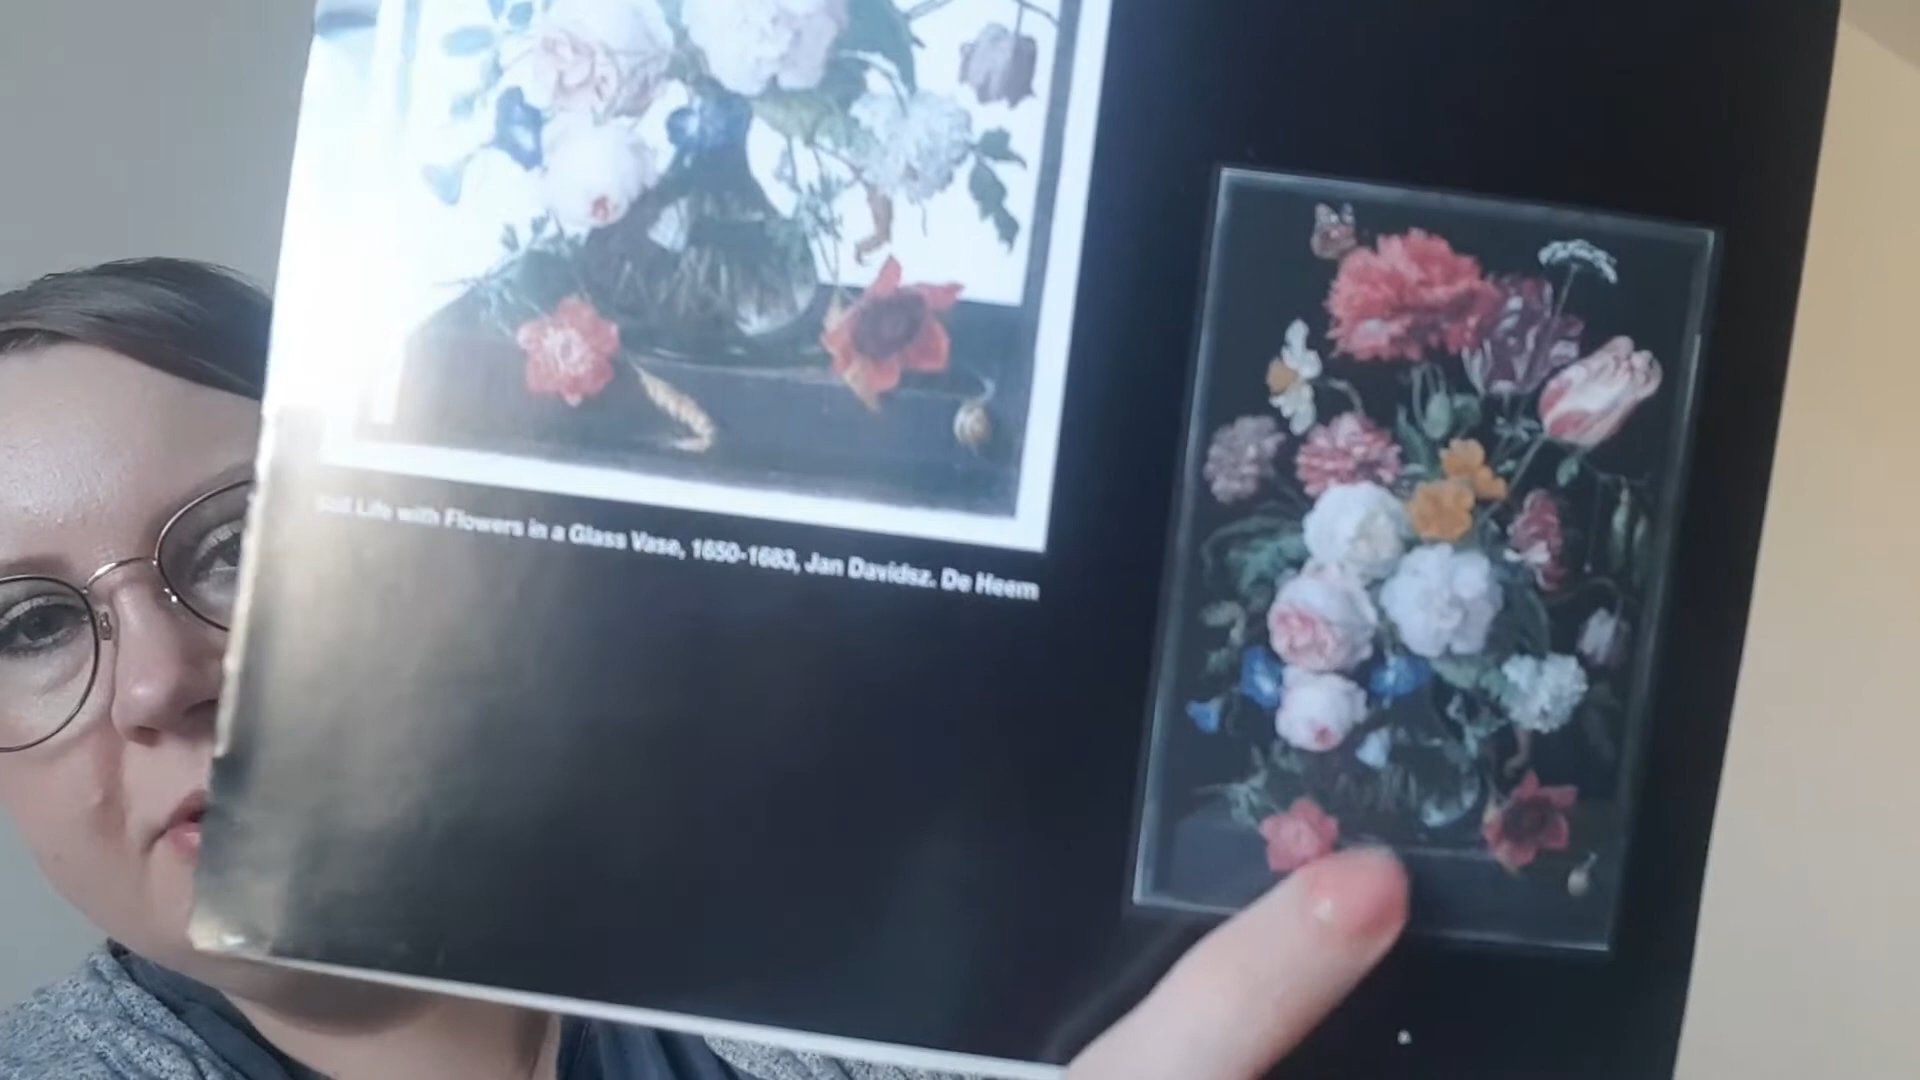 Still Life with Flowers in a Glass Vase, 1650-1683, Jan Davidsz. De Heem